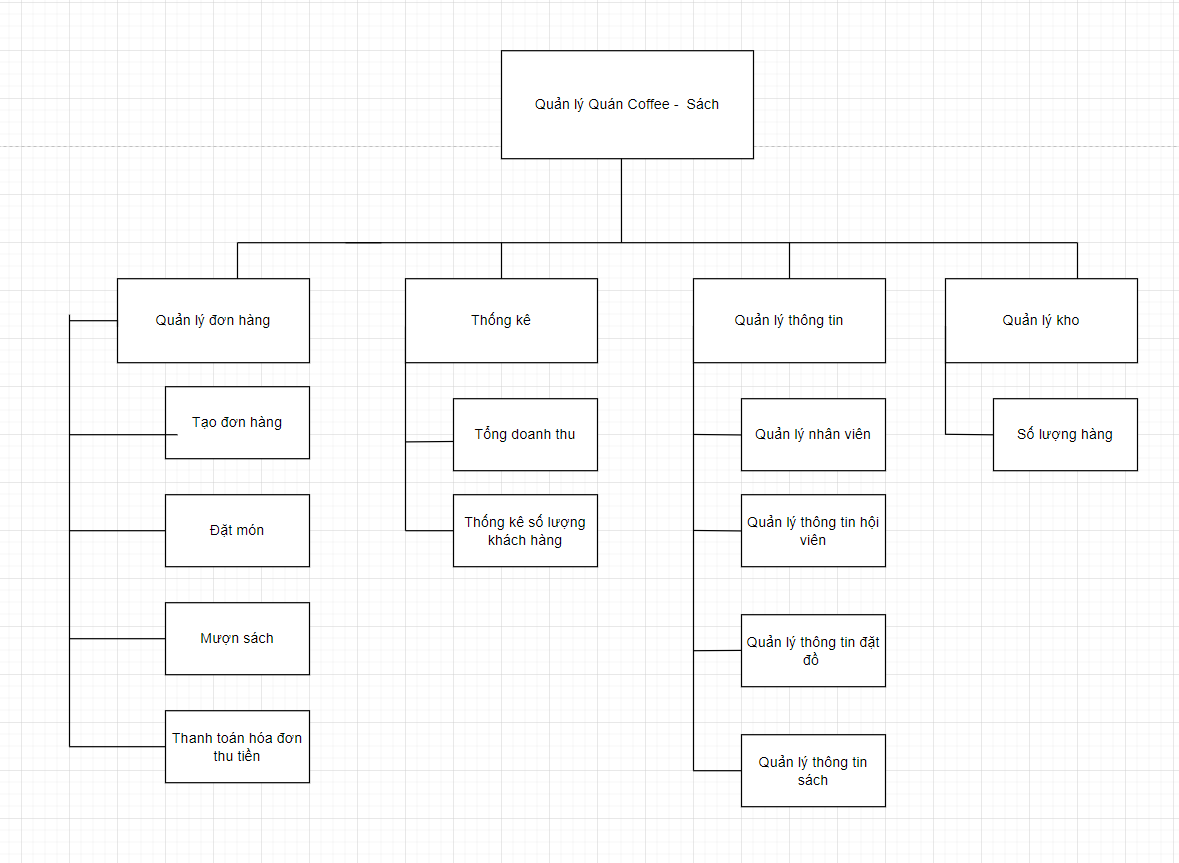 Quản lý Quán Coffee - Sách
Quản lý đơn hàng
Thống kê
Quản lý thông tin
Quản lý kho
Tạo đơn hàng
Đặt món
Mượn sách
Thanh toán hóa đơn
thu tiền
Tổng doanh thu
Thống kê số lượng
khách hàng
Quản lý nhân viên
Quản lý thông tin hội
viên
Quản lý thông tin đặt
đồ
Quản lý thông tin
sách
Số lượng hàng